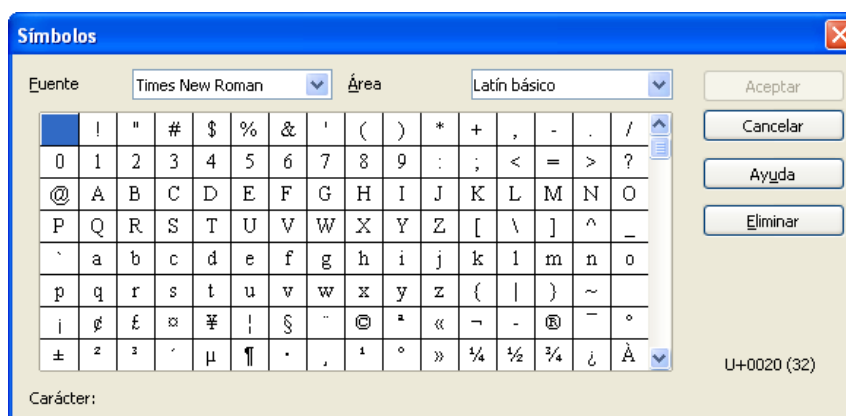 Símbolos
Fuente Times New Roman Área Latín básico Aceptar
! " # $ % & ' ( ) * + , - . / Cancelar
0 1 2 3 4 5 6 7 8 9 : ; < = > ?
Ayuda
@ A B C D E F G H I J K L M N O
P Q R S T U V W X Y Z [ \ ] ^ _ Eliminar
` a b c d e f g h i j k l m n o
p q r s t u v w x y z { | } ~
¡ ¢ £ ¤ ¥ ¦ § ¨ © ª « ¬ - ® ¯ °
± ² ³ ´ µ ¶ · ¸ ¹ º » ¼ ½ ¾ ¿ À
U+0020 (32)
Carácter: